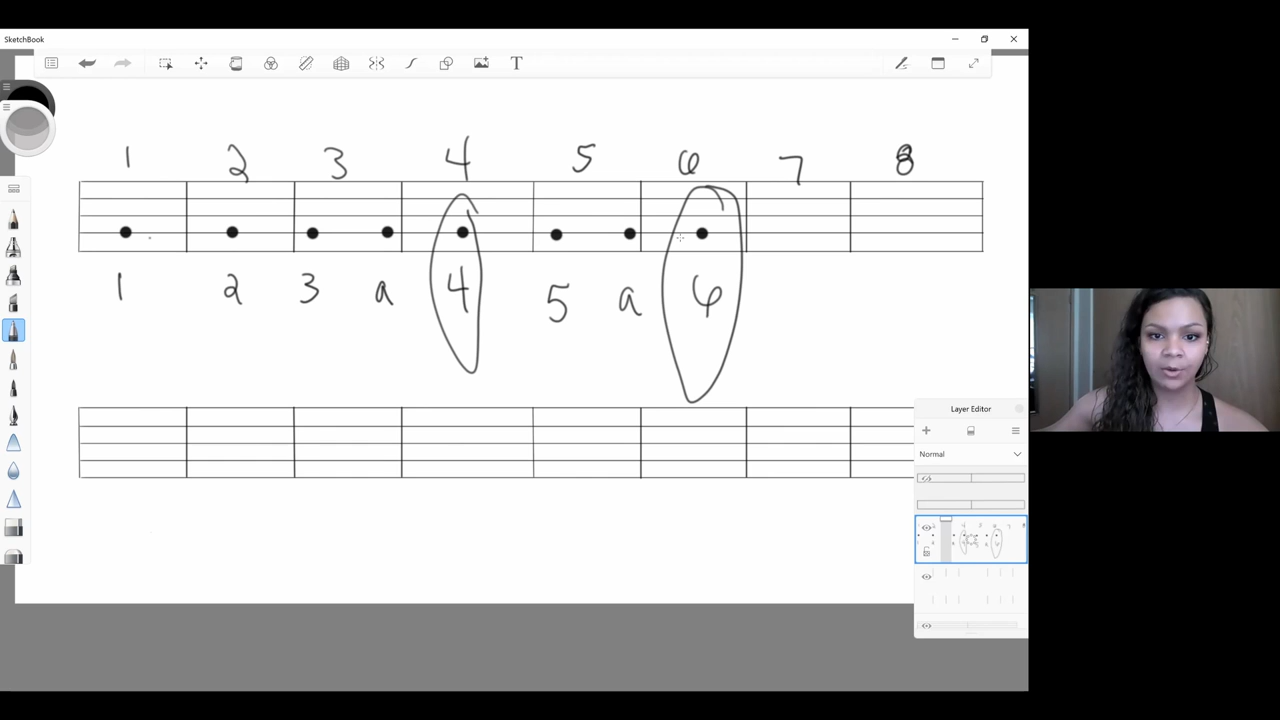 SketchBook
T
1 2 3 4 5 6 7 8
1 2 3 a 4 5 a 6
Layer Editor
Normal